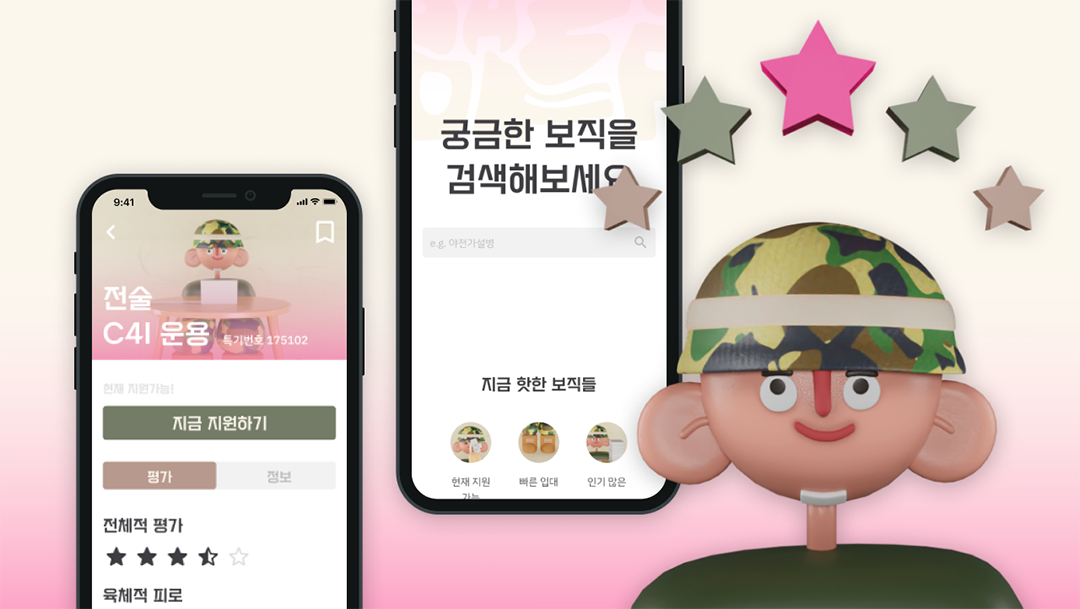 9:41
전술
C4I 운용 특기번호 175102
현재 지원가능!
지금 지원하기
평가 정보
전체적 평가
육체적 피로
궁금한 보직을
검색해보세요
e.g. 야전가설병
지금 핫한 보직들
현재 지원
가능
빠른 입대
인기 많은